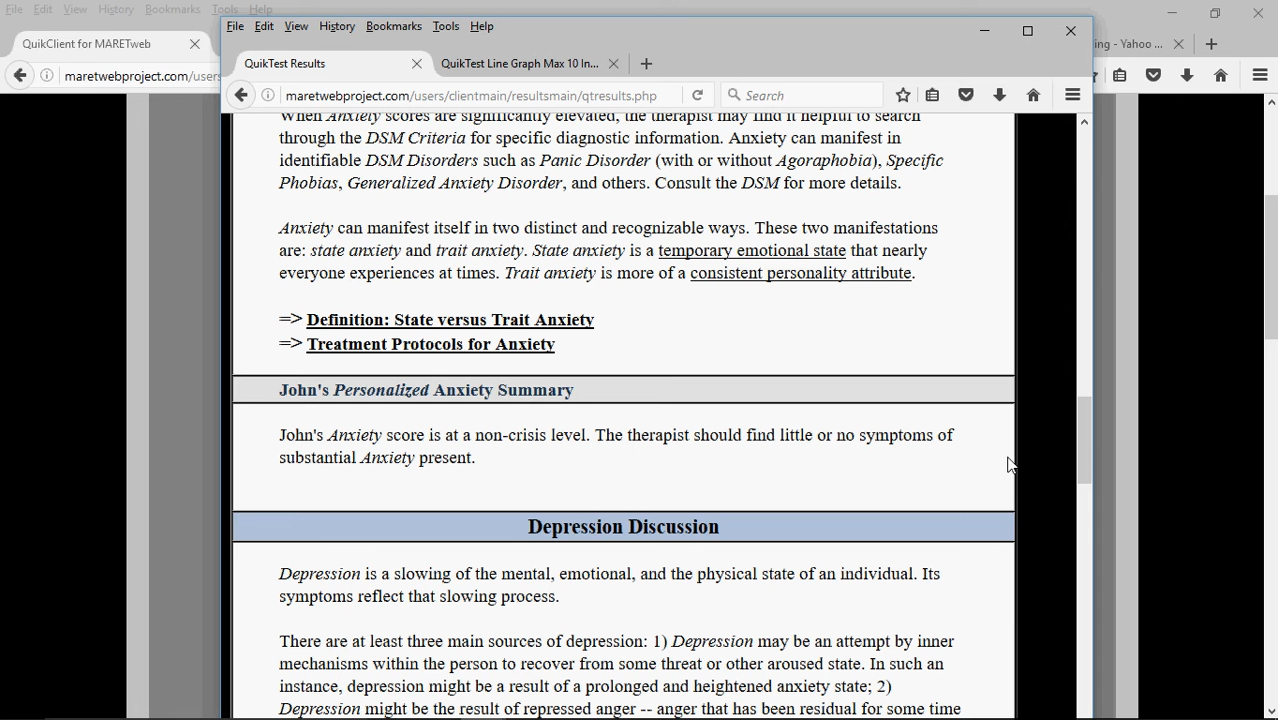 File Edit View History Bookmarks Tools Help
QuikClient for MARETweb
ing - Yahoo ...
maretwebproject.com/users
File Edit View History Bookmarks Tools Help
QuikTest Results
QuikTest Line Graph Max 10 In...
maretwebproject.com/users/clientmain/resultsmain/qtresults.php
Search
When Anxiety scores are significantly elevated, the therapist may find it helpful to search
through the DSM Criteria for specific diagnostic information. Anxiety can manifest in
identifiable DSM Disorders such as Panic Disorder (with or without Agoraphobia), Specific
Phobias, Generalized Anxiety Disorder, and others. Consult the DSM for more details.
Anxiety can manifest itself in two distinct and recognizable ways. These two manifestations
are: state anxiety and trait anxiety. State anxiety is a temporary emotional state that nearly
everyone experiences at times. Trait anxiety is more of a consistent personality attribute.
=> Definition: State versus Trait Anxiety
=> Treatment Protocols for Anxiety
John's Personalized Anxiety Summary
John's Anxiety score is at a non-crisis level. The therapist should find little or no symptoms of
substantial Anxiety present.
Depression Discussion
Depression is a slowing of the mental, emotional, and the physical state of an individual. Its
symptoms reflect that slowing process.
There are at least three main sources of depression: 1) Depression may be an attempt by inner
mechanisms within the person to recover from some threat or other aroused state. In such an
instance, depression might be a result of a prolonged and heightened anxiety state; 2)
Depression might be the result of repressed anger -- anger that has been residual for some time